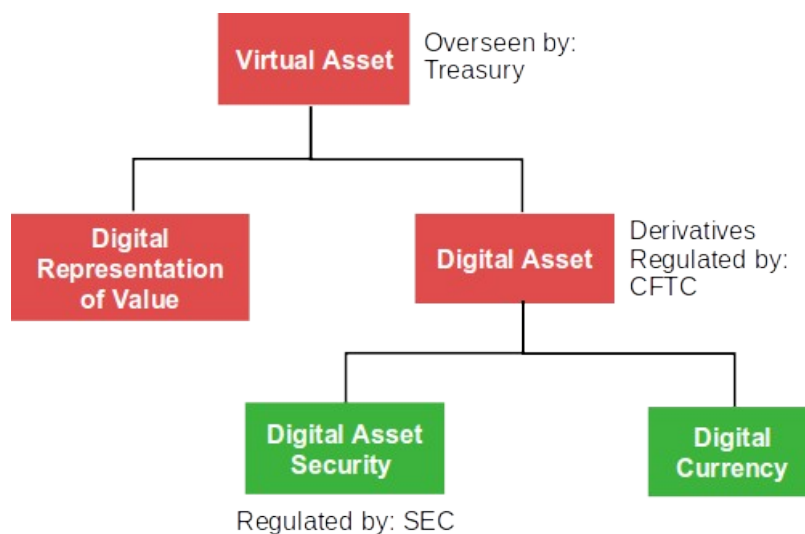 Virtual Asset
Overseen by:
Treasury
Digital
Representation
of Value
Digital Asset
Derivatives
Regulated by:
CFTC
Digital Asset
Security
Regulated by: SEC
Digital
Currency